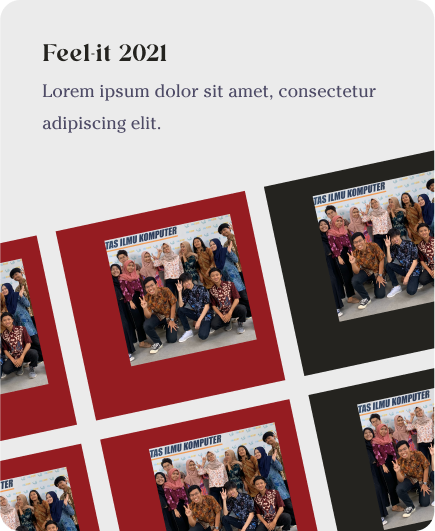 Feel-it 2021
Lorem ipsum dolor sit amet, consectetur
adipiscing elit.
TAS ILMU KOMPUTER
TAS ILMU KOMPUTER
TAS ILMU KOMPUTER
TAS ILMU KOMPUTER
TER